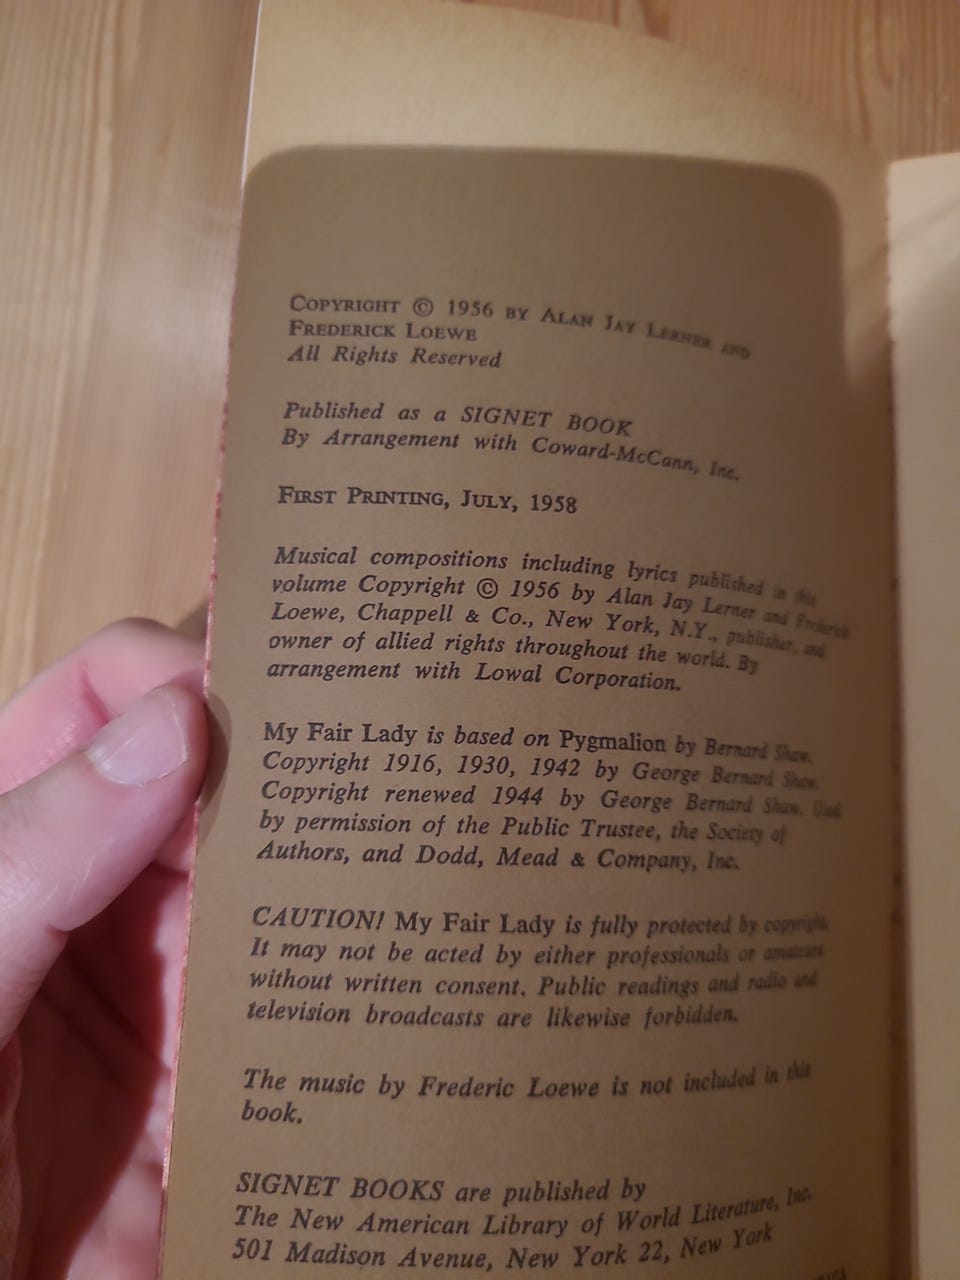 COPYRIGHT © 1956 BY ALAN JAY LERNER AND
FREDERICK LOEWE
All Rights Reserved
Published as a SIGNET BOOK
By Arrangement with Coward-McCann, Inc.
FIRST PRINTING, JULY, 1958
Musical compositions including lyrics published in this
volume Copyright © 1956 by Alan Jay Lerner and Frederick
Loewe, Chappell & Co., New York, N.Y., publisher, and
owner of allied rights throughout the world. By
arrangement with Lowal Corporation.
My Fair Lady is based on Pygmalion by Bernard Shaw.
Copyright 1916, 1930, 1942 by George Bernard Shaw.
Copyright renewed 1944 by George Bernard Shaw. Used
by permission of the Public Trustee, the Society of
Authors, and Dodd, Mead & Company, Inc.
CAUTION! My Fair Lady is fully protected by copyright.
It may not be acted by either professionals or amateurs
without written consent. Public readings and radio and
television broadcasts are likewise forbidden.
The music by Frederic Loewe is not included in this
book.
SIGNET BOOKS are published by
The New American Library of World Literature, Inc.
501 Madison Avenue, New York 22, New York